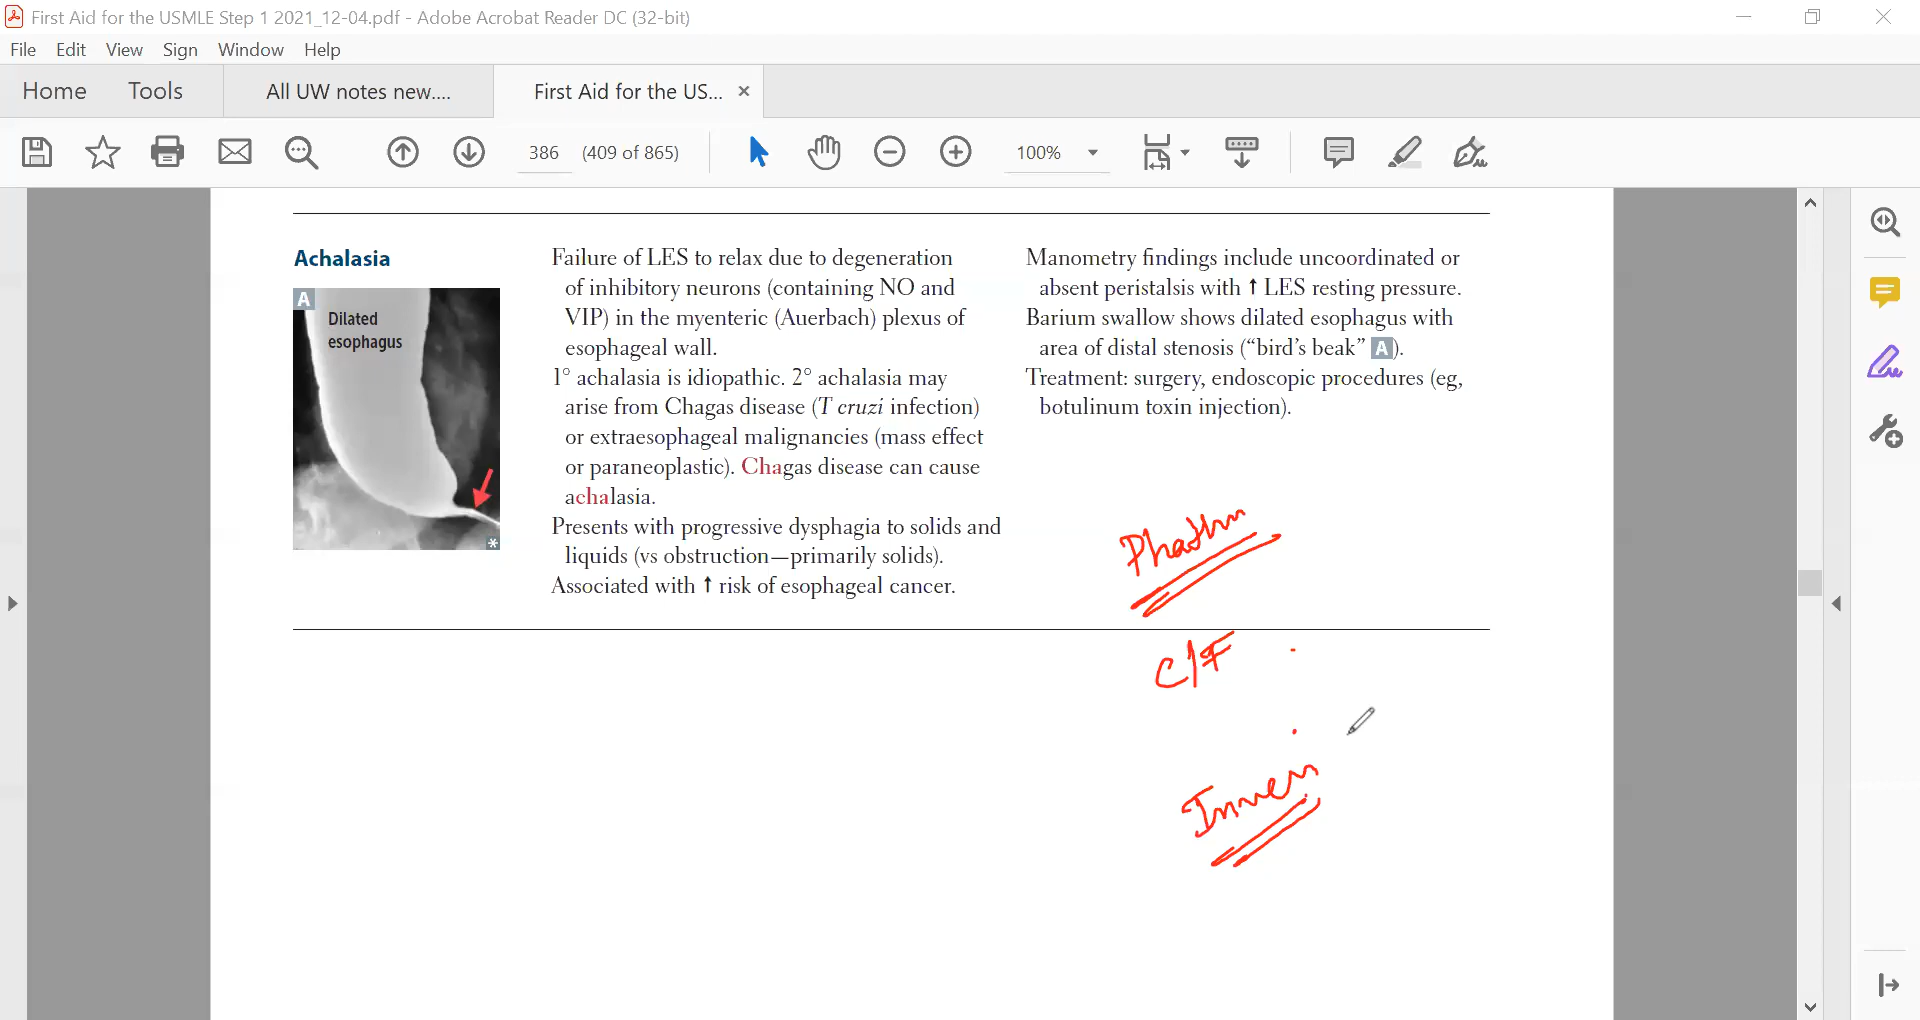 First Aid for the USMLE Step 1 2021_12-04.pdf - Adobe Acrobat Reader DC (32-bit)
File Edit View Sign Window Help
Home Tools All UW notes new.... First Aid for the US... ×
386 (409 of 865) 100%
Achalasia
A
Dilated
esophagus
*
Failure of LES to relax due to degeneration
of inhibitory neurons (containing NO and
VIP) in the myenteric (Auerbach) plexus of
esophageal wall.
1° achalasia is idiopathic. 2° achalasia may
arise from Chagas disease (T cruzi infection)
or extraesophageal malignancies (mass effect
or paraneoplastic). Chagas disease can cause
achalasia.
Presents with progressive dysphagia to solids and
liquids (vs obstruction—primarily solids).
Associated with ↑ risk of esophageal cancer.
Manometry findings include uncoordinated or
absent peristalsis with ↑ LES resting pressure.
Barium swallow shows dilated esophagus with
area of distal stenosis (“bird’s beak” A).
Treatment: surgery, endoscopic procedures (eg,
botulinum toxin injection).
C/F